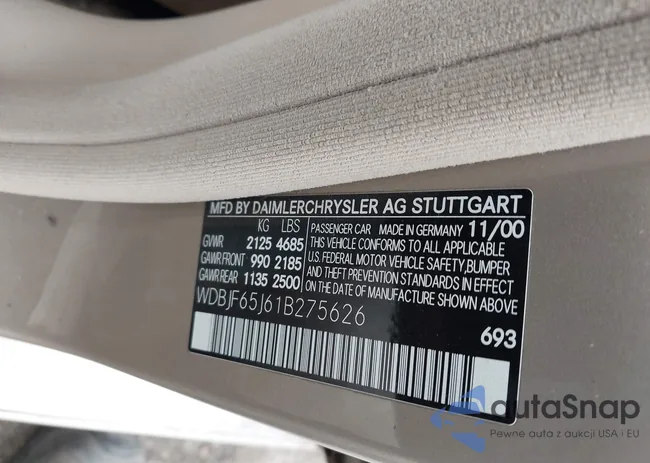 MFD BY DAIMLERCHRYSLER AG STUTTGART
KG LBS
GVWR 2125 4685
GAWR FRONT 990 2185
GAWR REAR 1135 2500
PASSENGER CAR MADE IN GERMANY 11/00
THIS VEHICLE CONFORMS TO ALL APPLICABLE
U.S. FEDERAL MOTOR VEHICLE SAFETY, BUMPER
AND THEFT PREVENTION STANDARDS IN EFFECT
ON THE DATE OF MANUFACTURE SHOWN ABOVE.
WDBJF65J61B275626
693
autaSnap
Pewne auta z aukcji USA i EU